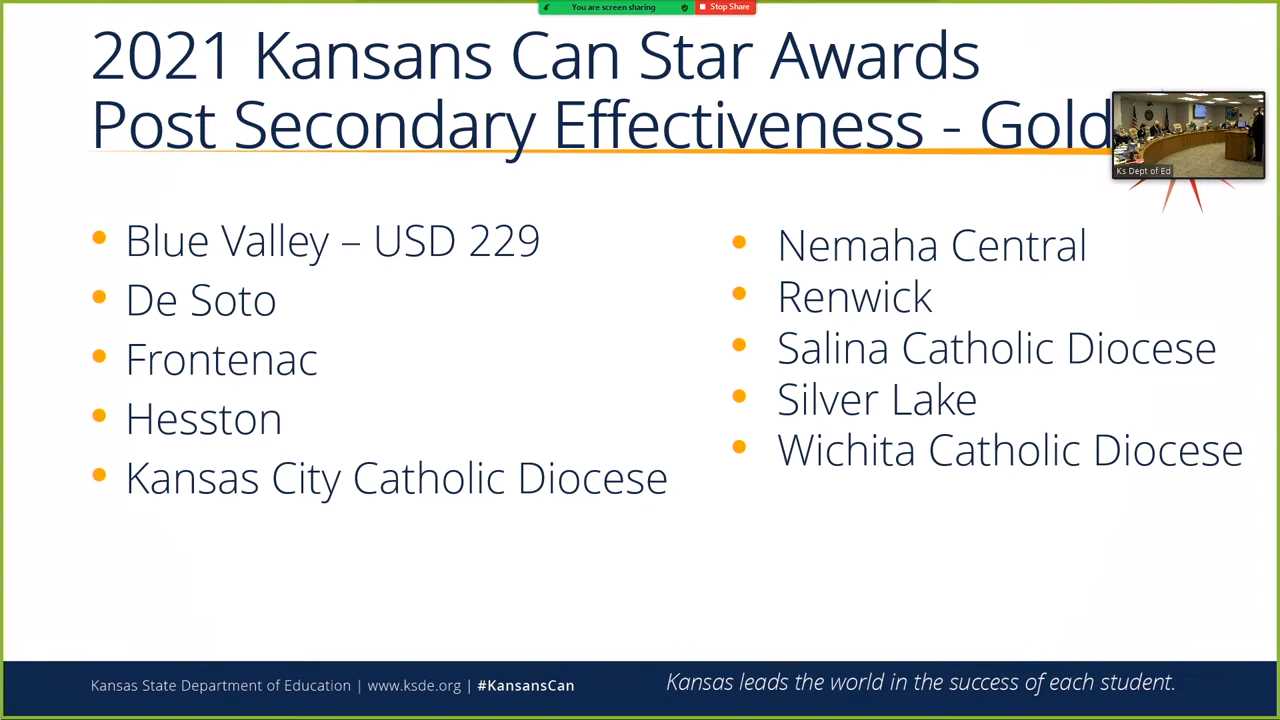 You are screen sharing
Stop Share
2021 Kansans Can Star Awards
Post Secondary Effectiveness - Gold
Ks Dept of Ed
• Blue Valley – USD 229
• De Soto
• Frontenac
• Hesston
• Kansas City Catholic Diocese
• Nemaha Central
• Renwick
• Salina Catholic Diocese
• Silver Lake
• Wichita Catholic Diocese
Kansas State Department of Education | www.ksde.org | #KansansCan
Kansas leads the world in the success of each student.